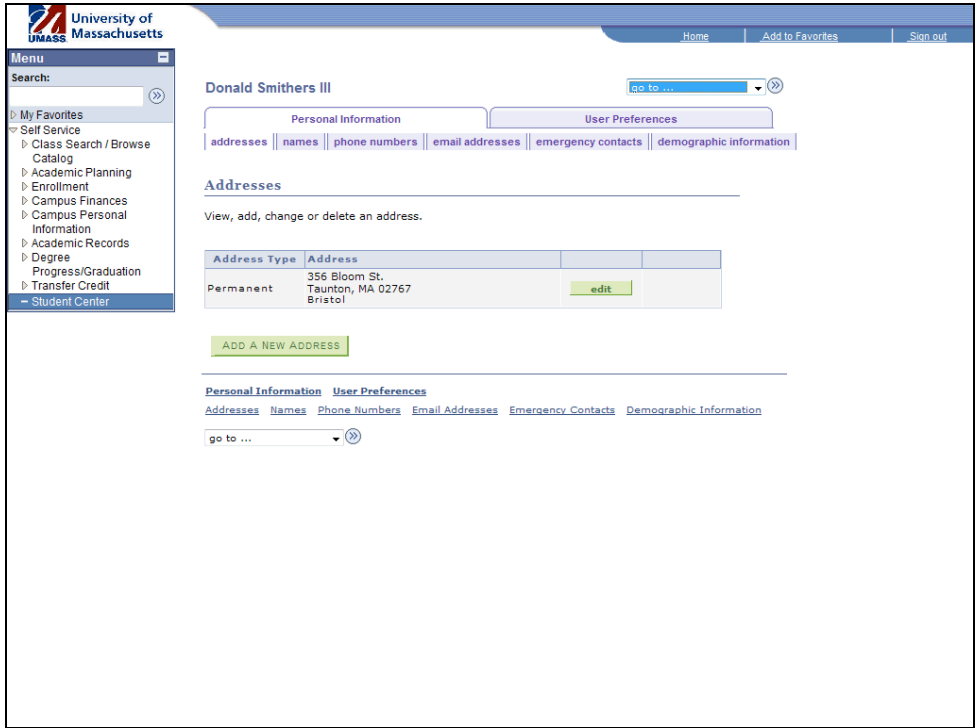 University of
Massachusetts
UMASS
Home
Add to Favorites
Sign out
Menu
Search:
My Favorites
Self Service
Class Search / Browse
Catalog
Academic Planning
Enrollment
Campus Finances
Campus Personal
Information
Academic Records
Degree
Progress/Graduation
Transfer Credit
Student Center
Donald Smithers III
go to ...
Personal Information
User Preferences
addresses names phone numbers email addresses emergency contacts demographic information
Addresses
View, add, change or delete an address.
Address Type Address
Permanent
356 Bloom St.
Taunton, MA 02767
Bristol
edit
ADD A NEW ADDRESS
Personal Information User Preferences
Addresses Names Phone Numbers Email Addresses Emergency Contacts Demographic Information
go to ...